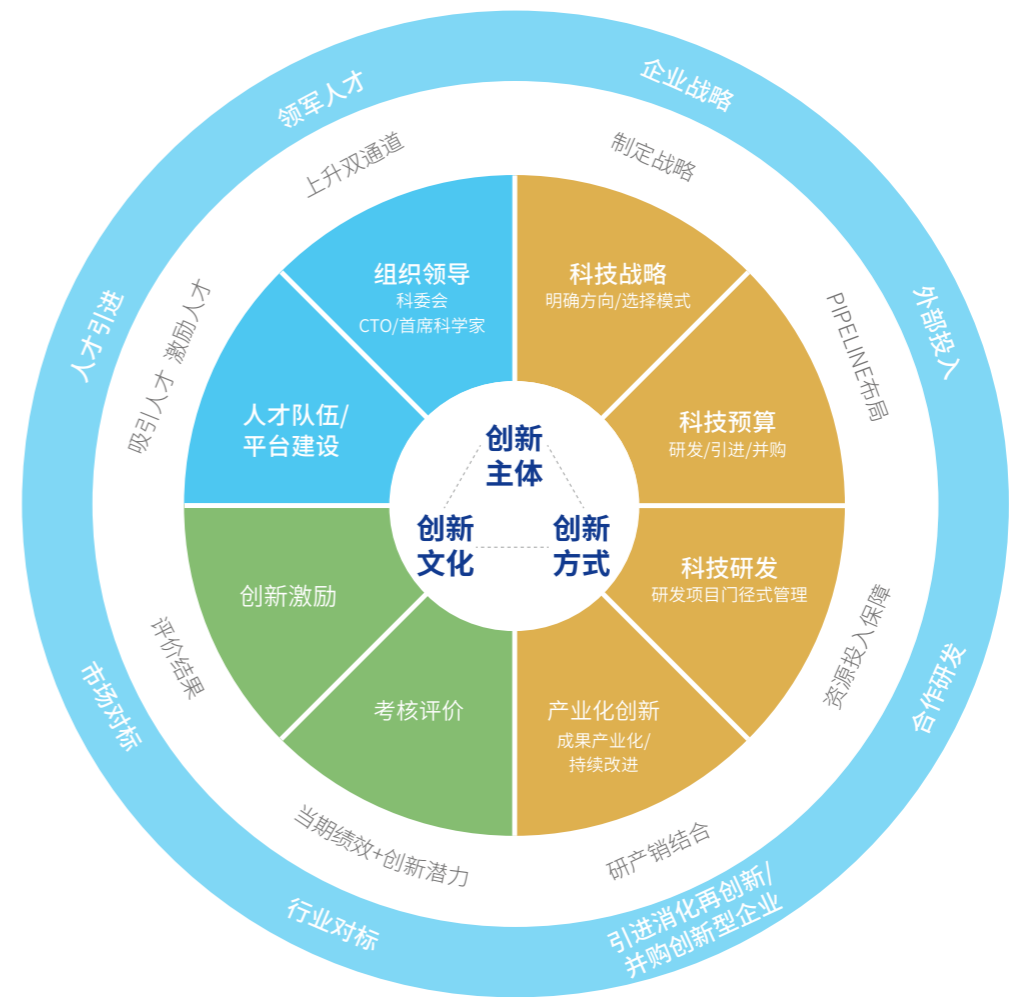 企业战略
外部投入
合作研发
引进消化再创新/
并购创新型企业
行业对标
市场对标
人才引进
领军人才
制定战略
PIPELINE布局
资源投入保障
研产销结合
当期绩效+创新潜力
评价结果
吸引人才 激励人才
上升双通道
科技战略
明确方向/选择模式
科技预算
研发/引进/并购
科技研发
研发项目门径式管理
产业化创新
成果产业化/
持续改进
考核评价
创新激励
人才队伍/
平台建设
组织领导
科委会
CTO/首席科学家
创新
主体
创新
方式
创新
文化